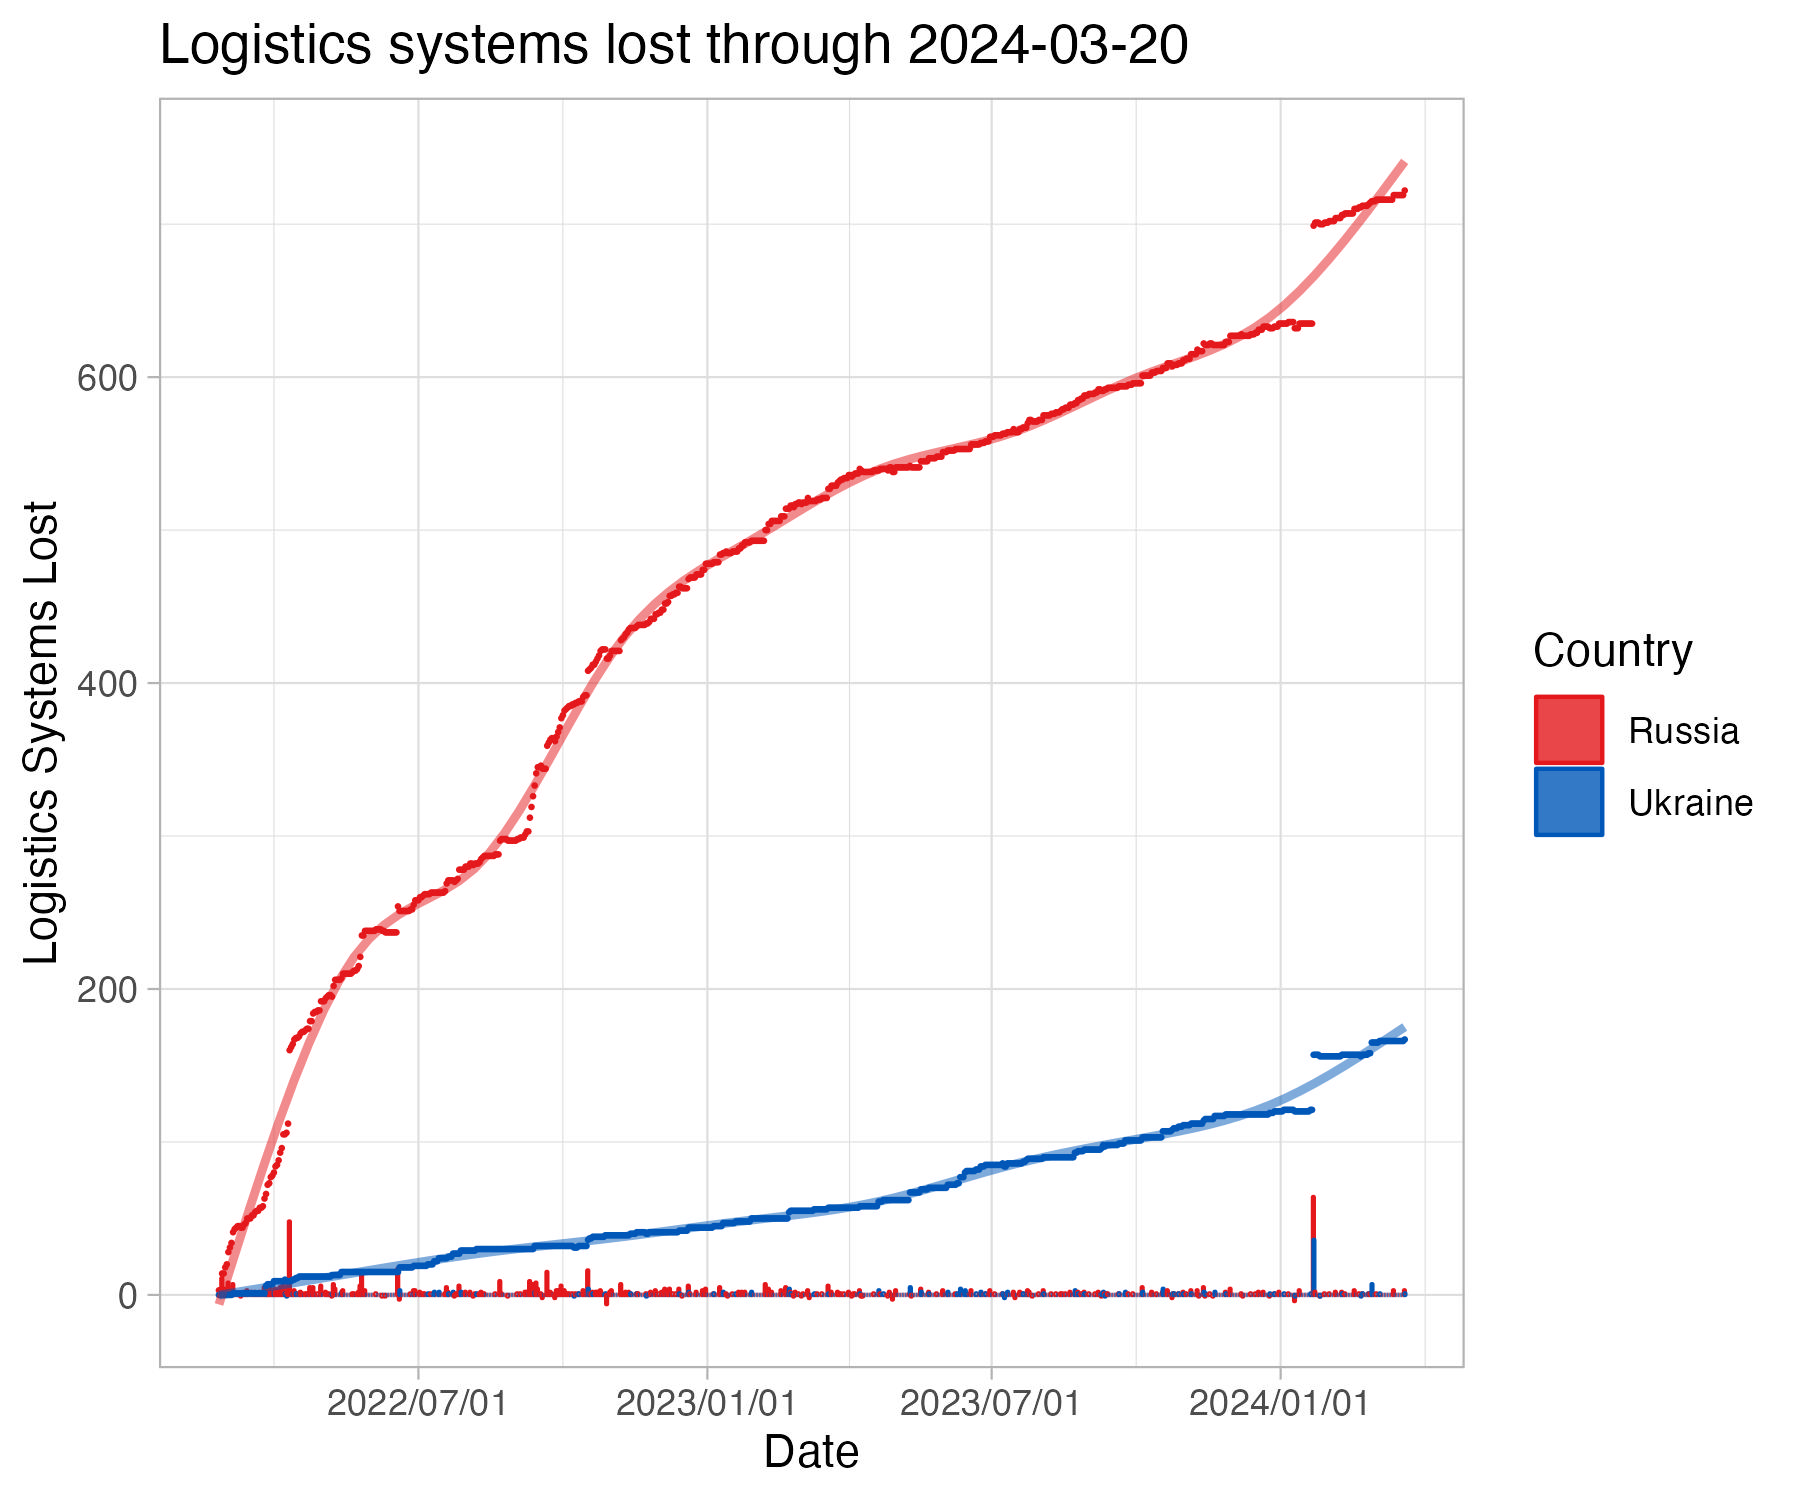 Logistics systems lost through 2024-03-20
Logistics Systems Lost
600
400
200
0
2022/07/01
2023/01/01
2023/07/01
2024/01/01
Date
Country
Russia
Ukraine